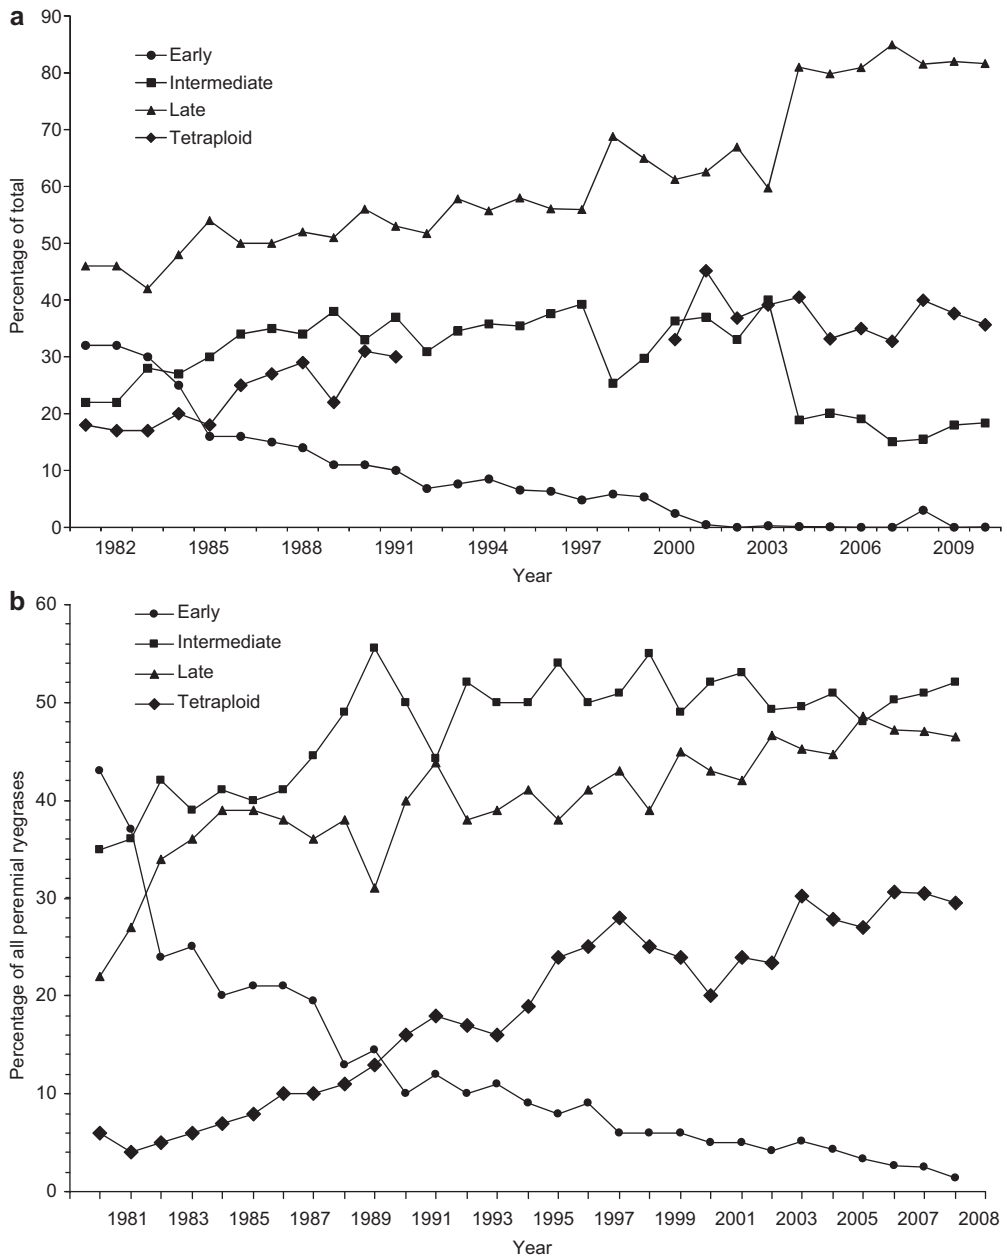 a
90
80
70
60
50
40
30
20
10
0
Percentage of total
Early
Intermediate
Late
Tetraploid
1982 1985 1988 1991 1994 1997 2000 2003 2006 2009
Year
b
60
50
40
30
20
10
0
Percentage of all perennial ryegrases
Early
Intermediate
Late
Tetraploid
1981 1983 1985 1987 1989 1991 1993 1995 1997 1999 2001 2003 2005 2007 2008
Year